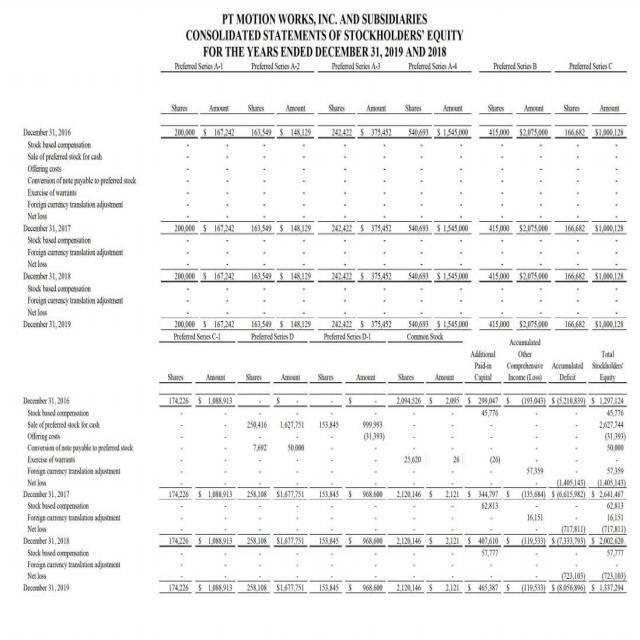 PT MOTION WORKS, INC. AND SUBSIDIARIES
CONSOLIDATED STATEMENTS OF STOCKHOLDERS' EQUITY
FOR THE YEARS ENDED DECEMBER 31, 2019 AND 2018
Preferred Series A-1 Preferred Series A-2 Preferred Series A-3 Preferred Series A-4 Preferred Series B Preferred Series C
Shares Amount Shares Amount Shares Amount Shares Amount Shares Amount Shares Amount
December 31, 2016 200,000 $ 167,242 163,549 $ 148,129 242,422 $ 375,452 540,693 $ 1,545,000 415,000 $2,075,000 166,682 $1,000,128
Stock based compensation - - - - - - - - - - - -
Sale of preferred stock for cash - - - - - - - - - - - -
Offering costs - - - - - - - - - - - -
Conversion of note payable to preferred stock - - - - - - - - - - - -
Exercise of warrants - - - - - - - - - - - -
Foreign currency translation adjustment - - - - - - - - - - - -
Net loss - - - - - - - - - - - -
December 31, 2017 200,000 $ 167,242 163,549 $ 148,129 242,422 $ 375,452 540,693 $ 1,545,000 415,000 $2,075,000 166,682 $1,000,128
Stock based compensation - - - - - - - - - - - -
Foreign currency translation adjustment - - - - - - - - - - - -
Net loss - - - - - - - - - - - -
December 31, 2018 200,000 $ 167,242 163,549 $ 148,129 242,422 $ 375,452 540,693 $ 1,545,000 415,000 $2,075,000 166,682 $1,000,128
Stock based compensation - - - - - - - - - - - -
Foreign currency translation adjustment - - - - - - - - - - - -
Net loss - - - - - - - - - - - -
December 31, 2019 200,000 $ 167,242 163,549 $ 148,129 242,422 $ 375,452 540,693 $ 1,545,000 415,000 $2,075,000 166,682 $1,000,128
Preferred Series C-1 Preferred Series D Preferred Series D-1 Common Stock
Accumulated
Additional Other Total
Paid-in Comprehensive Accumulated Stockholders'
Shares Amount Shares Amount Shares Amount Shares Amount Capital Income (Loss) Deficit Equity
December 31, 2016 174,226 $ 1,088,913 - $ - - $ - 2,094,526 $ 2,095 $ 299,047 $ (193,043) $ (5,210,839) $ 1,297,124
Stock based compensation - - - - - - - - 45,776 - - 45,776
Sale of preferred stock for cash - - 250,416 1,627,751 153,845 999,993 - - - - - 2,627,744
Offering costs - - - - - (31,393) - - - - - (31,393)
Conversion of note payable to preferred stock - - 7,692 50,000 - - - - - - - 50,000
Exercise of warrants - - - - - - 25,620 26 (26) - - -
Foreign currency translation adjustment - - - - - - - - - 57,359 - 57,359
Net loss - - - - - - - - - - (1,405,143) (1,405,143)
December 31, 2017 174,226 $ 1,088,913 258,108 $1,677,751 153,845 $ 968,600 2,120,146 $ 2,121 $ 344,797 $ (135,684) $ (6,615,982) $ 2,641,467
Stock based compensation - - - - - - - - 62,813 - - 62,813
Foreign currency translation adjustment - - - - - - - - - 16,151 - 16,151
Net loss - - - - - - - - - - (717,811) (717,811)
December 31, 2018 174,226 $ 1,088,913 258,108 $1,677,751 153,845 $ 968,600 2,120,146 $ 2,121 $ 407,610 $ (119,533) $ (7,333,793) $ 2,002,620
Stock based compensation - - - - - - - - 57,777 - - 57,777
Foreign currency translation adjustment - - - - - - - - - - - -
Net loss - - - - - - - - - - (723,103) (723,103)
December 31, 2019 174,226 $ 1,088,913 258,108 $1,677,751 153,845 $ 968,600 2,120,146 $ 2,121 $ 465,387 $ (119,533) $ (8,056,896) $ 1,337,294